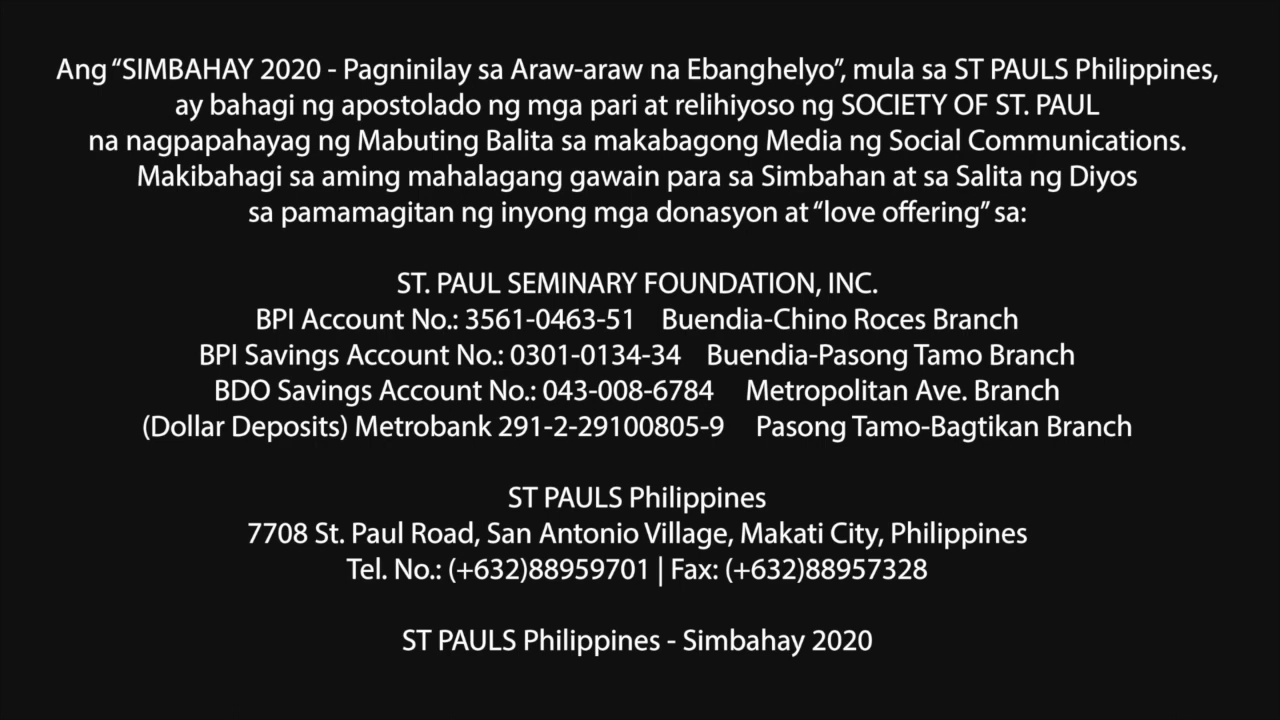 Ang “SIMBAHAY 2020 - Pagninilay sa Araw-araw na Ebanghelyo”, mula sa ST PAULS Philippines,
ay bahagi ng apostolado ng mga pari at relihiyoso ng SOCIETY OF ST. PAUL
na nagpapahayag ng Mabuting Balita sa makabagong Media ng Social Communications.
Makibahagi sa aming mahalagang gawain para sa Simbahan at sa Salita ng Diyos
sa pamamagitan ng inyong mga donasyon at “love offering” sa:
ST. PAUL SEMINARY FOUNDATION, INC.
BPI Account No.: 3561-0463-51 Buendia-Chino Roces Branch
BPI Savings Account No.: 0301-0134-34 Buendia-Pasong Tamo Branch
BDO Savings Account No.: 043-008-6784 Metropolitan Ave. Branch
(Dollar Deposits) Metrobank 291-2-29100805-9 Pasong Tamo-Bagtikan Branch
ST PAULS Philippines
7708 St. Paul Road, San Antonio Village, Makati City, Philippines
Tel. No.: (+632)88959701 | Fax: (+632)88957328
ST PAULS Philippines - Simbahay 2020